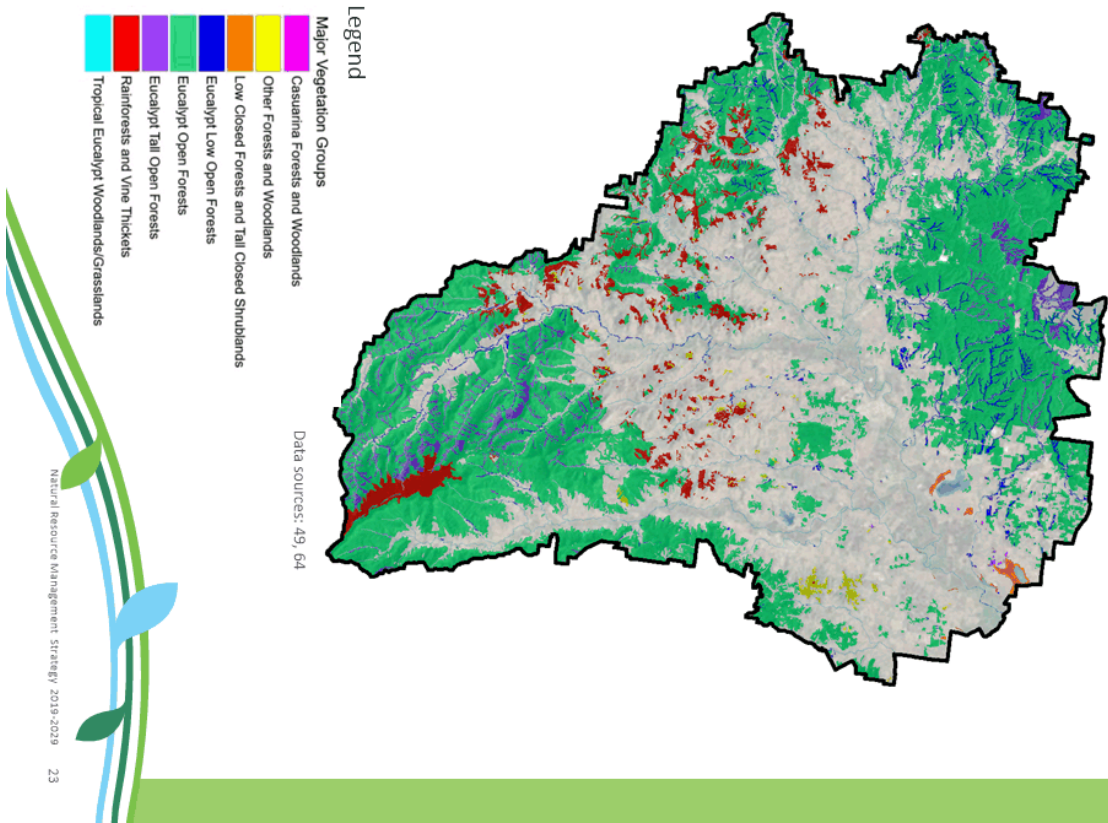 Legend
Major Vegetation Groups
Casuarina Forests and Woodlands
Other Forests and Woodlands
Low Closed Forests and Tall Closed Shrublands
Eucalypt Low Open Forests
Eucalypt Open Forests
Eucalypt Tall Open Forests
Rainforests and Vine Thickets
Tropical Eucalypt Woodlands/Grasslands
Data sources: 49, 64
Natural Resource Management Strategy 2019-2029 23